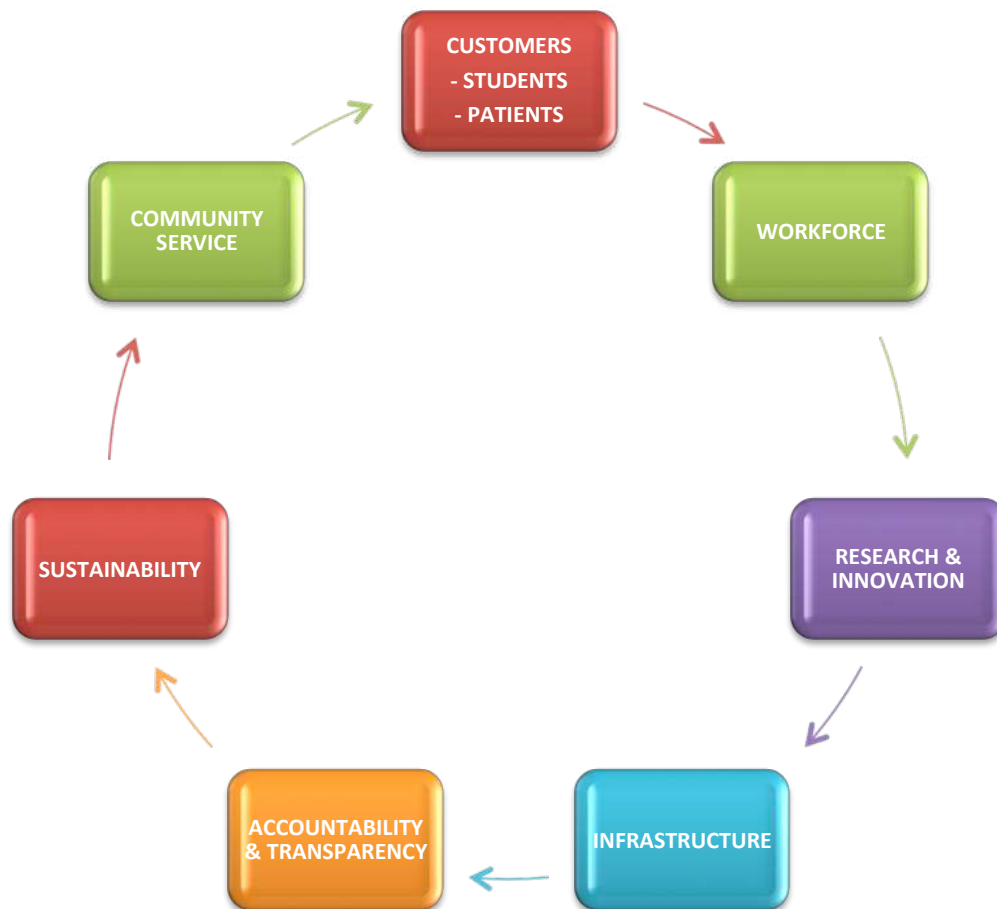 CUSTOMERS
- STUDENTS
- PATIENTS
WORKFORCE
RESEARCH &
INNOVATION
INFRASTRUCTURE
ACCOUNTABILITY
& TRANSPARENCY
SUSTAINABILITY
COMMUNITY
SERVICE